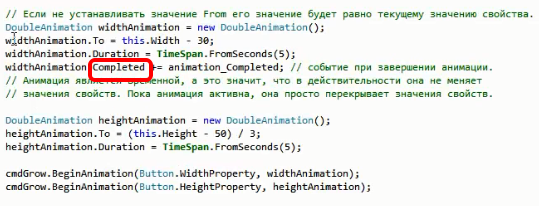 // Если не устанавливать значение From его значение будет равно текущему значению свойства.
DoubleAnimation widthAnimation = new DoubleAnimation();
widthAnimation.To = this.Width - 30;
widthAnimation.Duration = TimeSpan.FromSeconds(5);
widthAnimation.Completed += animation_Completed; // событие при завершении анимации.
// Анимация является временной, а это значит, что в действительности она не меняет
// значения свойств. Пока анимация активна, она просто перекрывает значения свойств.
DoubleAnimation heightAnimation = new DoubleAnimation();
heightAnimation.To = (this.Height - 50) / 3;
heightAnimation.Duration = TimeSpan.FromSeconds(5);
cmdGrow.BeginAnimation(Button.WidthProperty, widthAnimation);
cmdGrow.BeginAnimation(Button.HeightProperty, heightAnimation);